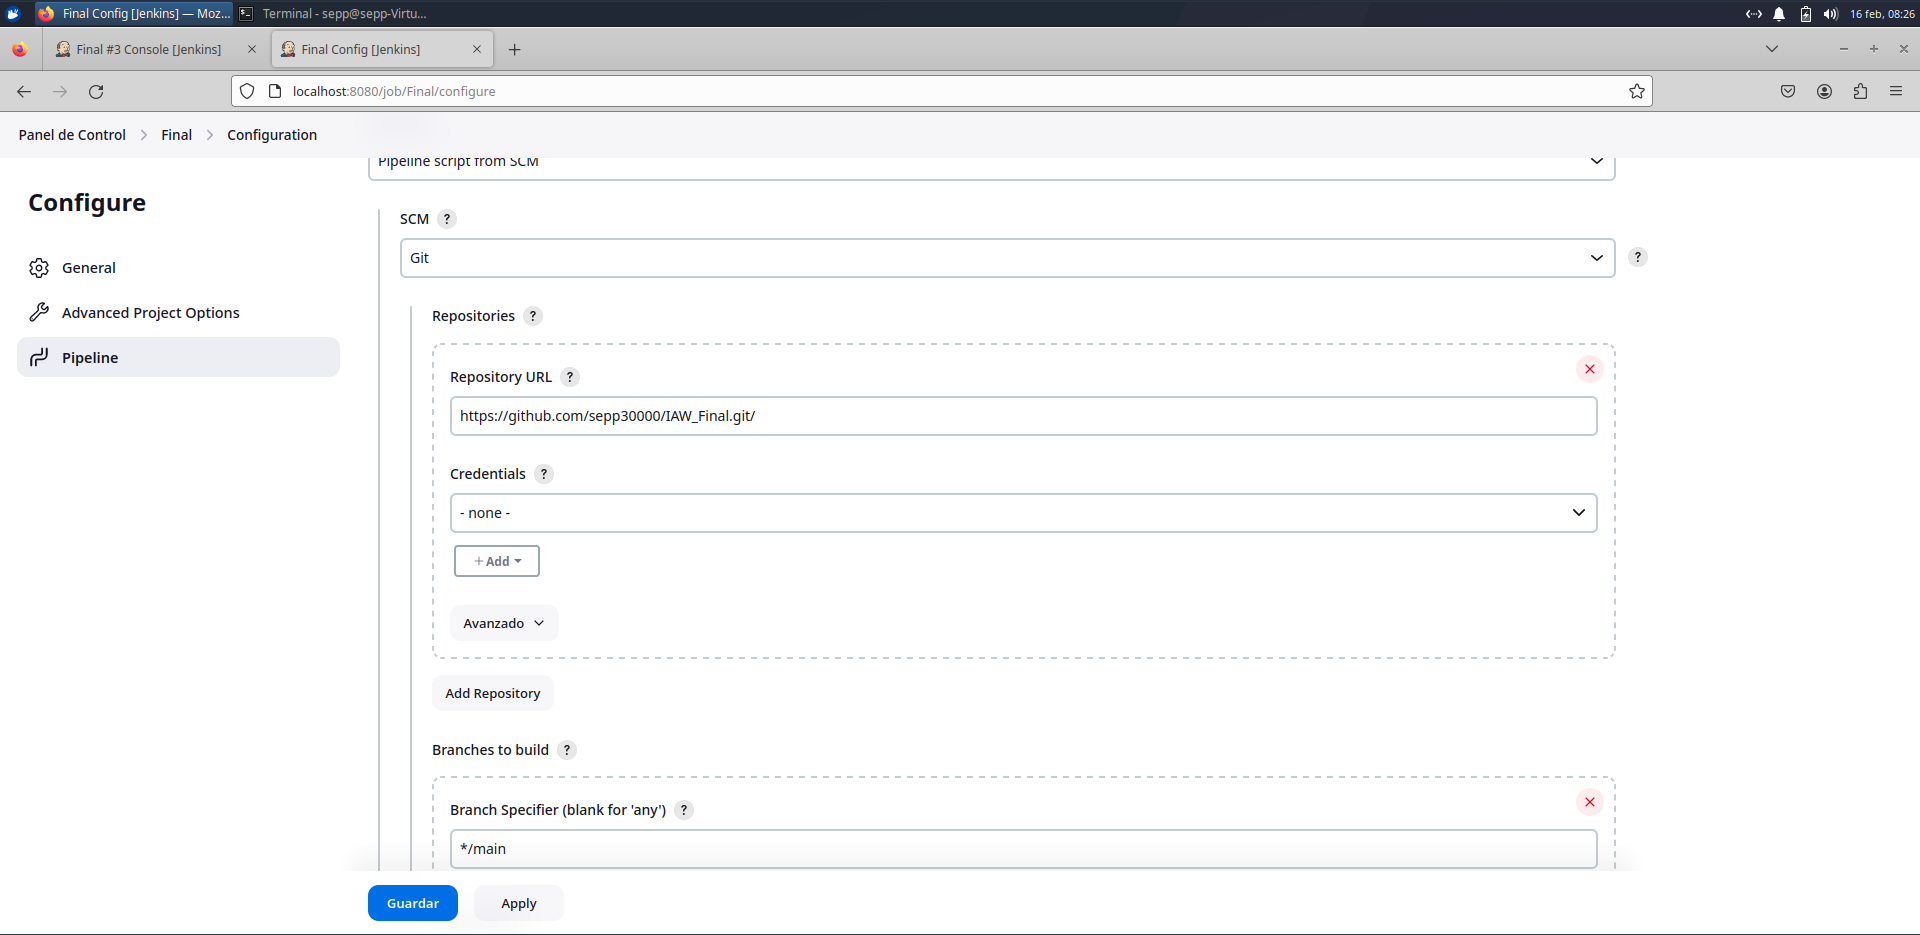 Final Config [Jenkins] — Moz...
Terminal - sepp@sepp-Virtu...
16 feb, 08:26
Final #3 Console [Jenkins]
Final Config [Jenkins]
localhost:8080/job/Final/configure
Panel de Control
Final
Configuration
Pipeline script from SCM
Configure
General
Advanced Project Options
Pipeline
SCM ?
Git
?
Repositories ?
Repository URL ?
https://github.com/sepp30000/IAW_Final.git/
Credentials ?
- none -
+ Add
Avanzado
Add Repository
Branches to build ?
Branch Specifier (blank for 'any') ?
*/main
Guardar
Apply